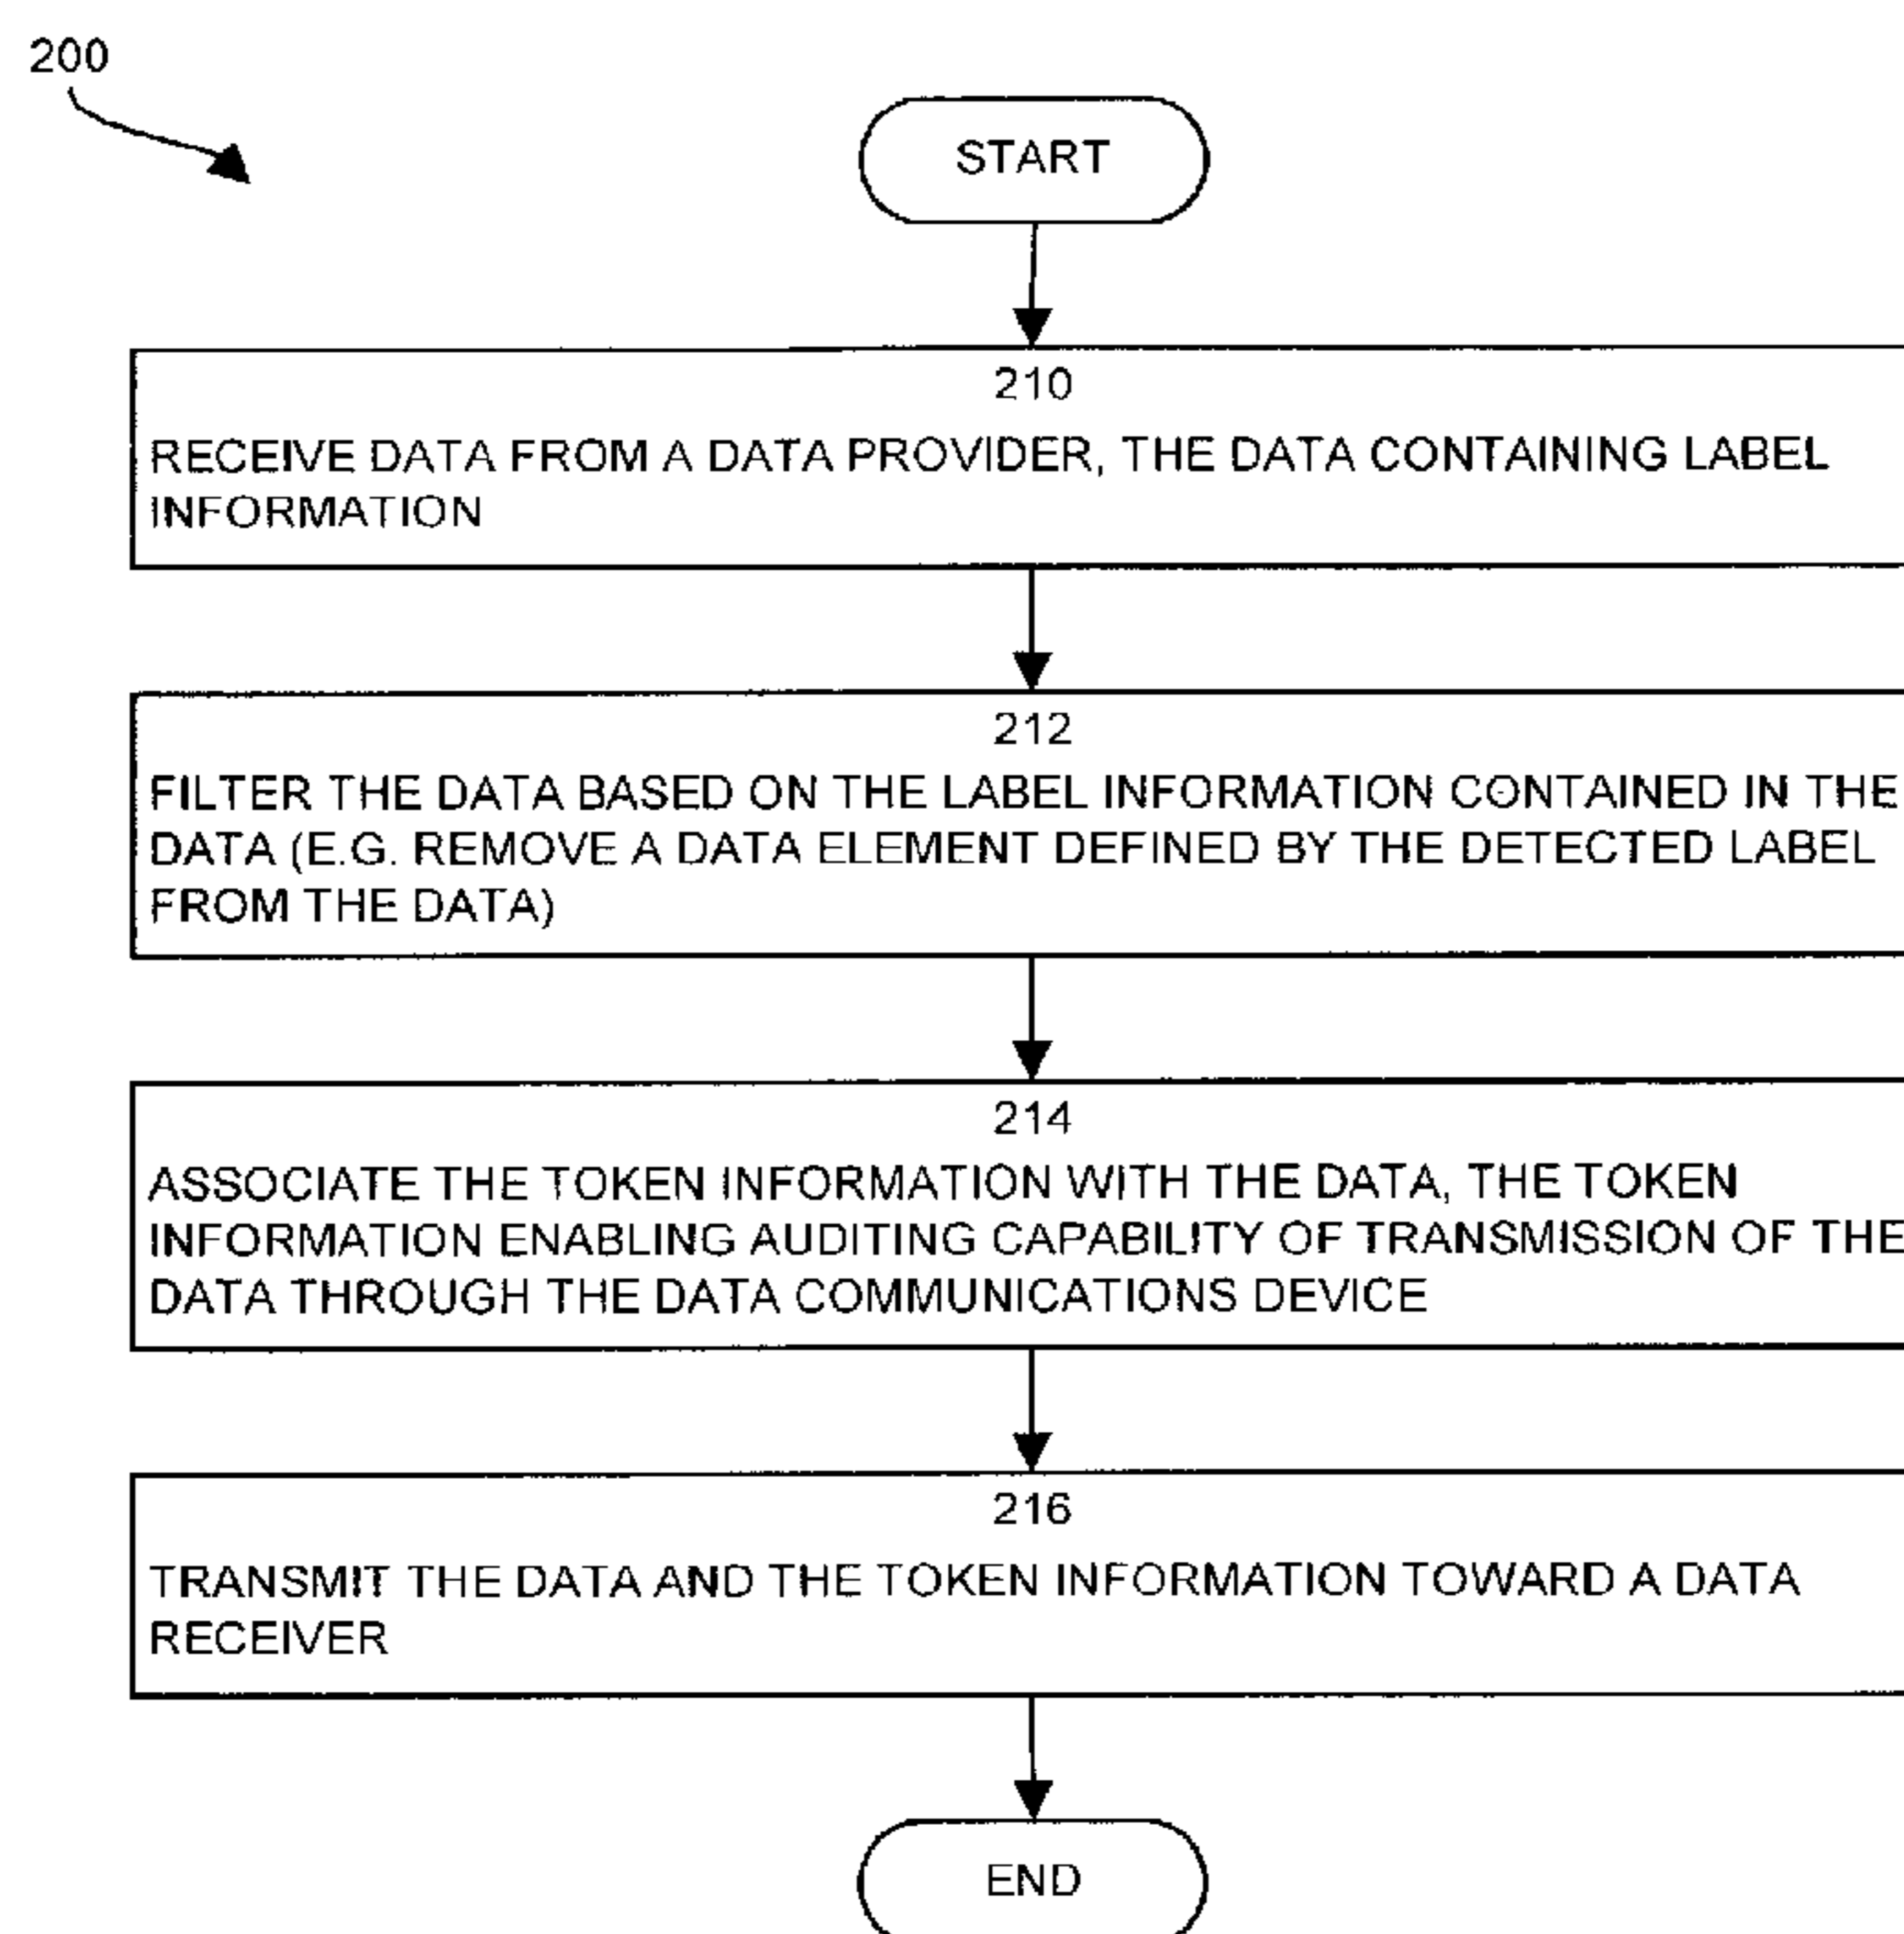 200
START
210
RECEIVE DATA FROM A DATA PROVIDER, THE DATA CONTAINING LABEL
INFORMATION
212
FILTER THE DATA BASED ON THE LABEL INFORMATION CONTAINED IN THE
DATA (E.G. REMOVE A DATA ELEMENT DEFINED BY THE DETECTED LABEL
FROM THE DATA)
214
ASSOCIATE THE TOKEN INFORMATION WITH THE DATA, THE TOKEN
INFORMATION ENABLING AUDITING CAPABILITY OF TRANSMISSION OF THE
DATA THROUGH THE DATA COMMUNICATIONS DEVICE
216
TRANSMIT THE DATA AND THE TOKEN INFORMATION TOWARD A DATA
RECEIVER
END